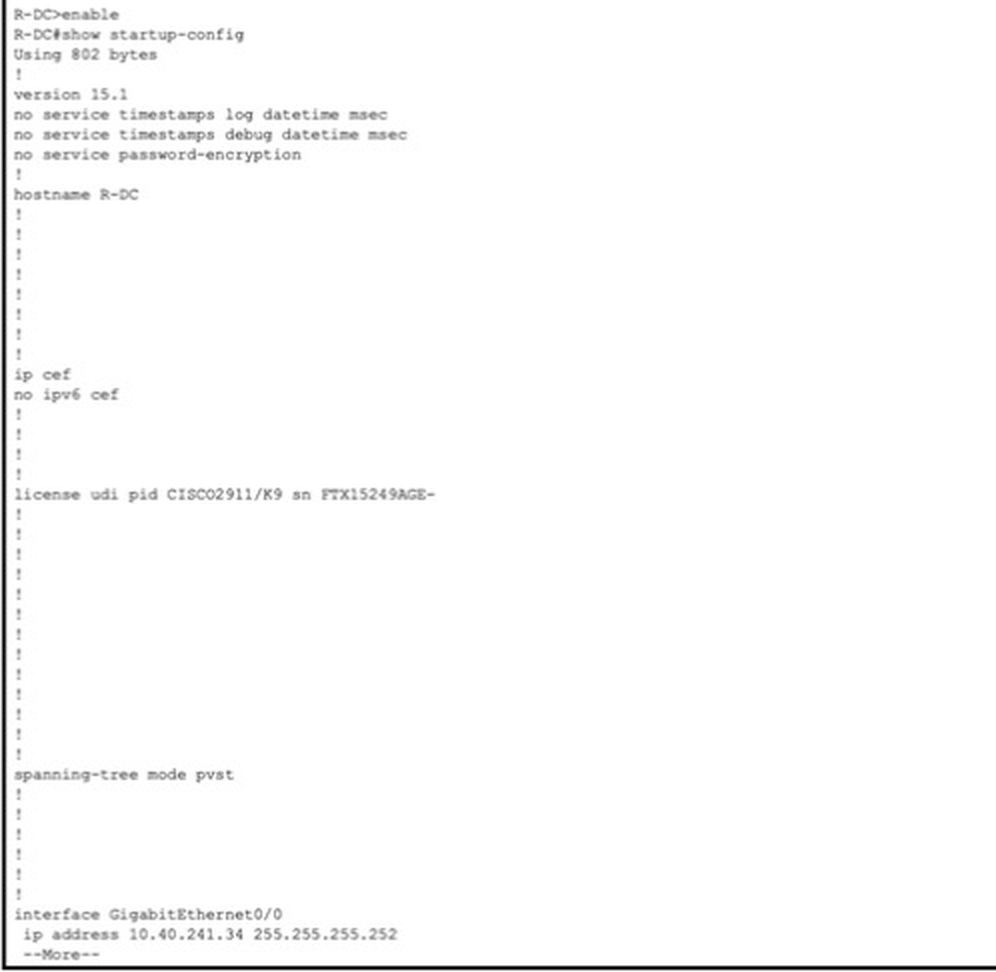 R-DC>enable
R-DC#show startup-config
Using 802 bytes
!
version 15.1
no service timestamps log datetime msec
no service timestamps debug datetime msec
no service password-encryption
!
hostname R-DC
!
!
!
!
!
!
!
!
ip cef
no ipv6 cef
!
!
!
!
license udi pid CISCO2911/K9 sn FTX15249AGE-
!
!
!
!
!
!
!
!
!
!
!
!
!
spanning-tree mode pvst
!
!
!
!
!
!
interface GigabitEthernet0/0
 ip address 10.40.241.34 255.255.255.252
 --More--